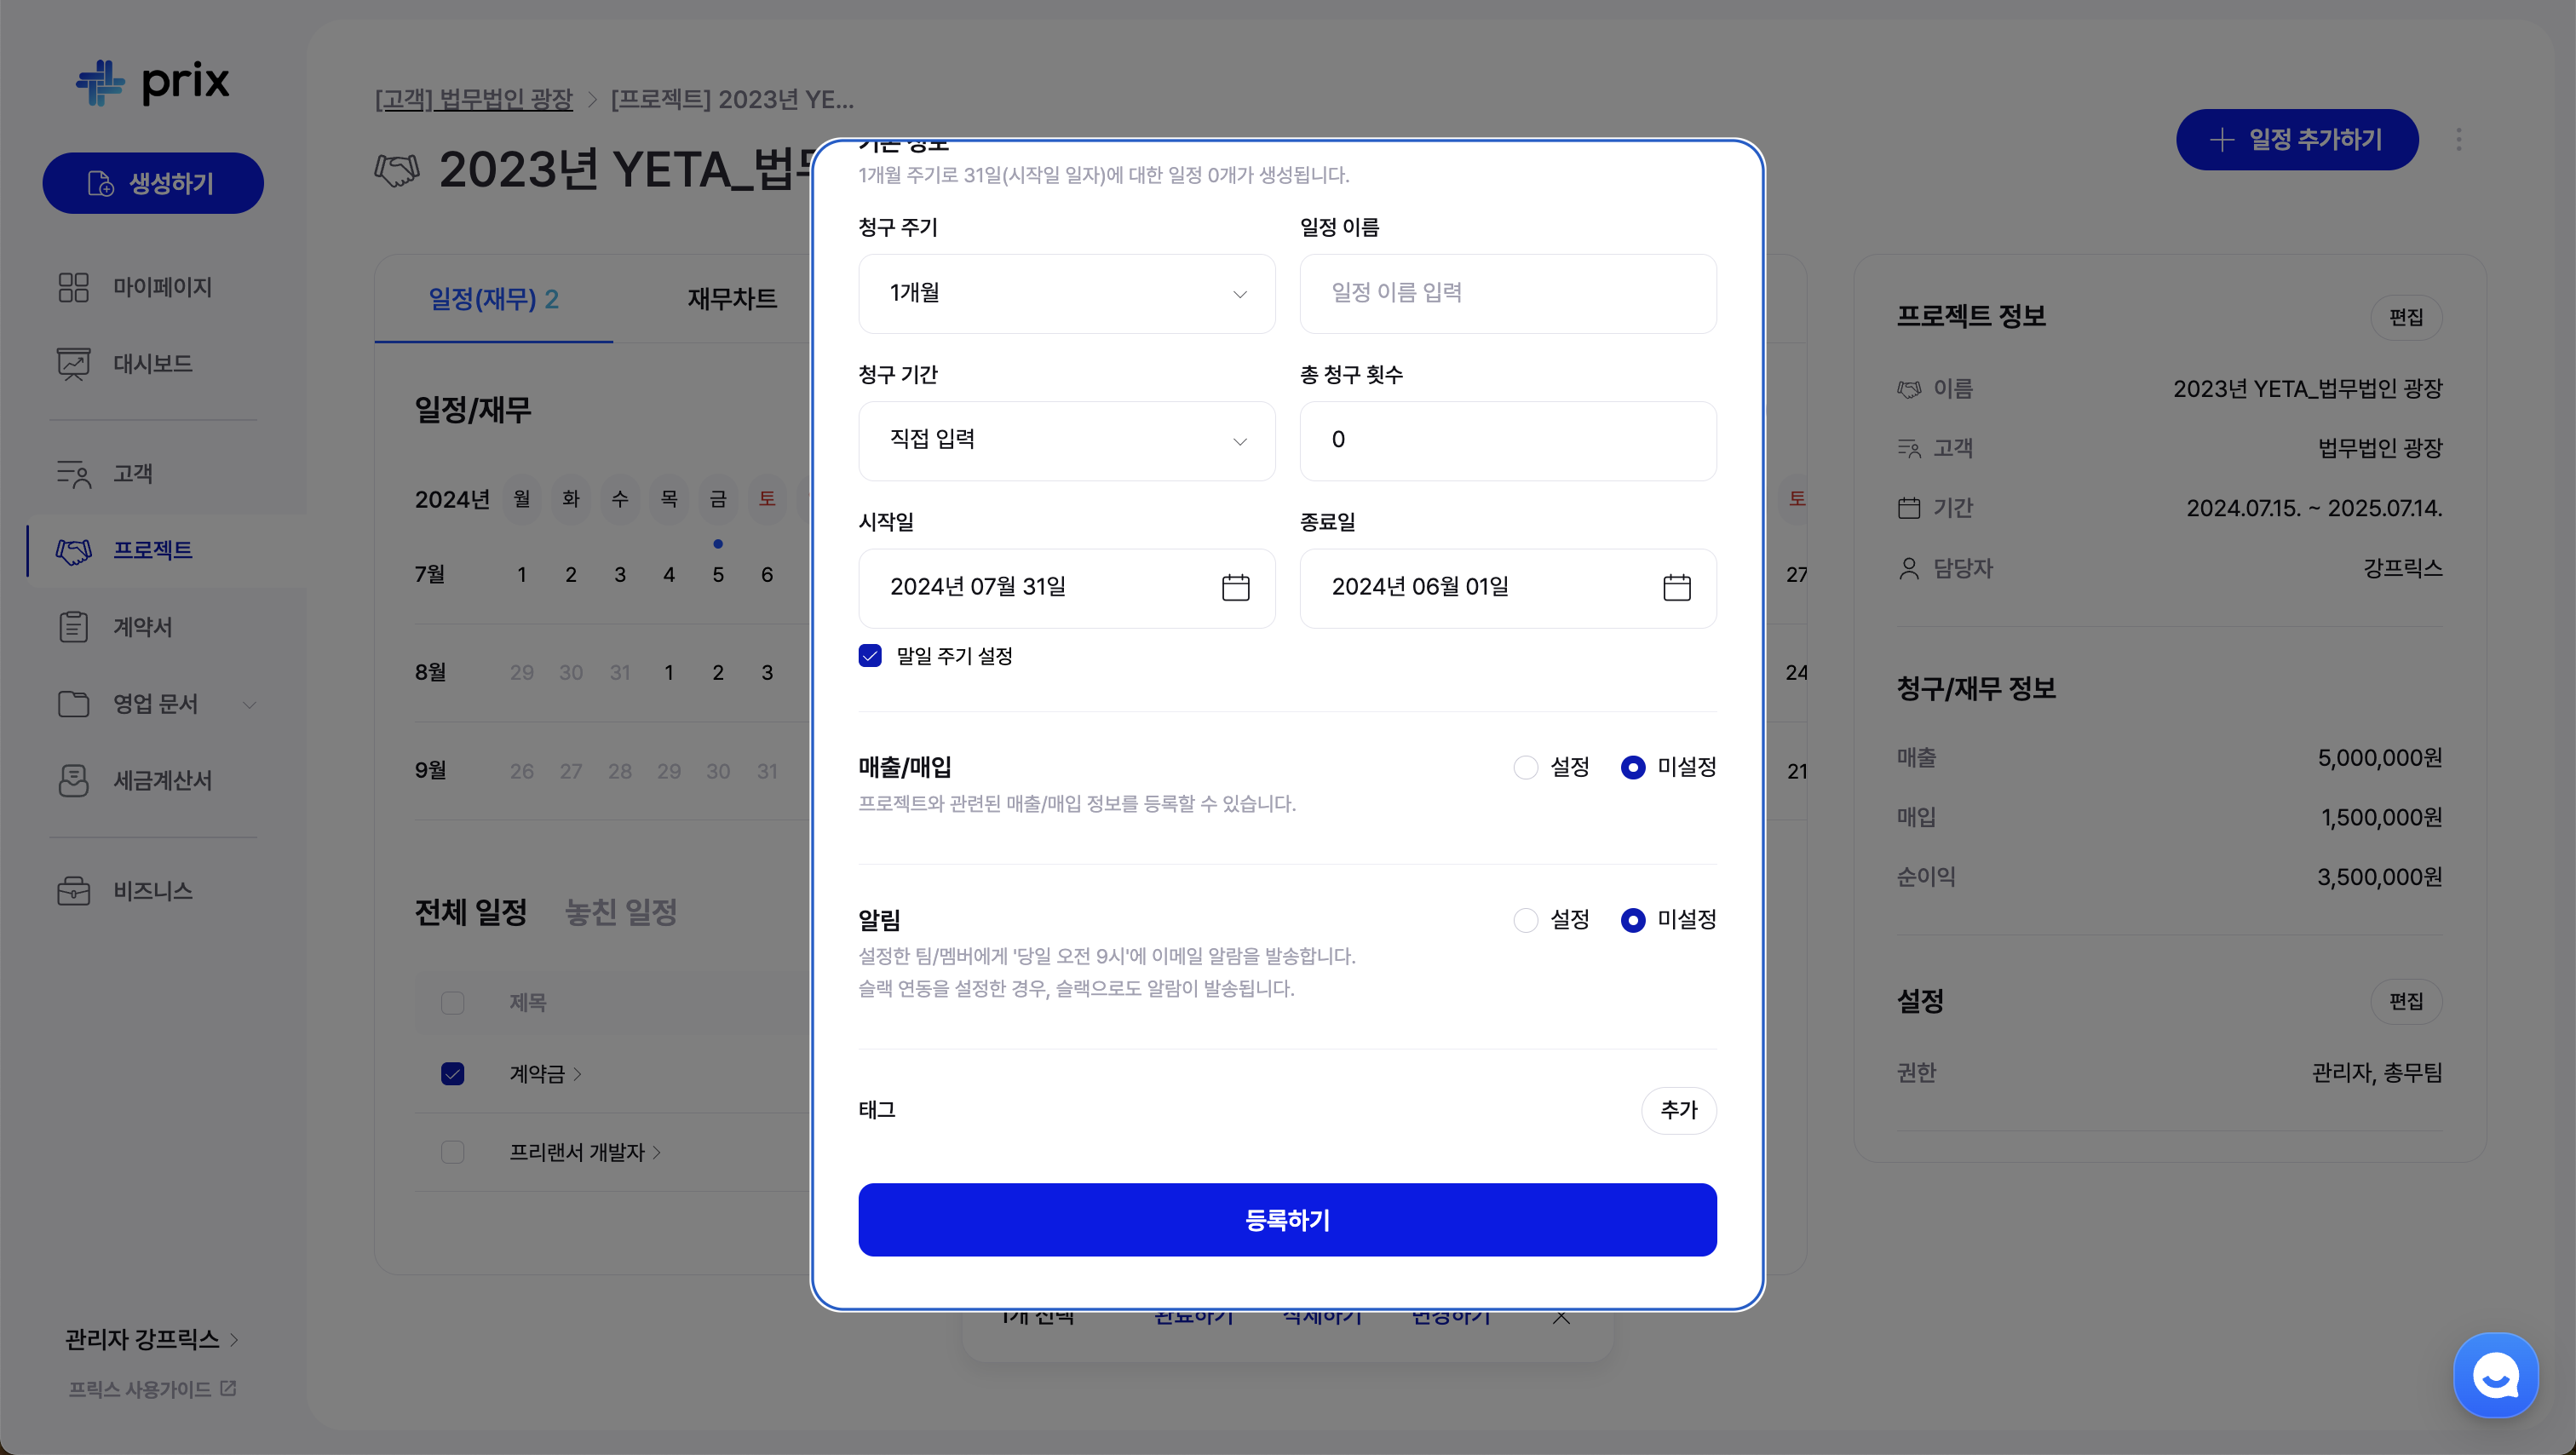 prix
생성하기
마이페이지
대시보드
고객
프로젝트
계약서
영업 문서
세금계산서
비즈니스
관리자 강프릭스
프릭스 사용가이드
[고객] 법무법인 광장 > [프로젝트] 2023년 YE...
2023년 YETA_법무
일정 추가하기
일정(재무) 2 재무차트
일정/재무
2024년 월 화 수 목 금 토 토
7월 1 2 3 4 5 6 27
8월 29 30 31 1 2 3 24
9월 26 27 28 29 30 31 21
전체 일정 놓친 일정
제목
계약금
프리랜서 개발자
기본 정보
1개월 주기로 31일(시작일 일자)에 대한 일정 0개가 생성됩니다.
청구 주기 일정 이름
1개월 일정 이름 입력
청구 기간 총 청구 횟수
직접 입력 0
시작일 종료일
2024년 07월 31일 2024년 06월 01일
말일 주기 설정
매출/매입 설정 미설정
프로젝트와 관련된 매출/매입 정보를 등록할 수 있습니다.
알림 설정 미설정
설정한 팀/멤버에게 '당일 오전 9시'에 이메일 알람을 발송합니다.
슬랙 연동을 설정한 경우, 슬랙으로도 알람이 발송됩니다.
태그 추가
등록하기
1개 선택 완료하기 삭제하기 변경하기
프로젝트 정보 편집
이름 2023년 YETA_법무법인 광장
고객 법무법인 광장
기간 2024.07.15. ~ 2025.07.14.
담당자 강프릭스
청구/재무 정보
매출 5,000,000원
매입 1,500,000원
순이익 3,500,000원
설정 편집
권한 관리자, 총무팀